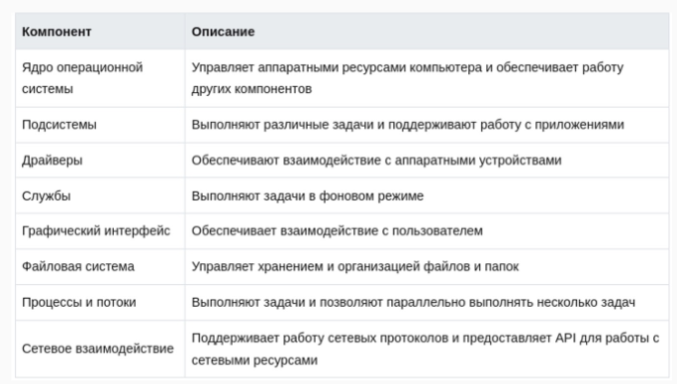 Компонент Описание
Ядро операционной Управляет аппаратными ресурсами компьютера и обеспечивает работу
системы других компонентов
Подсистемы Выполняют различные задачи и поддерживают работу с приложениями
Драйверы Обеспечивают взаимодействие с аппаратными устройствами
Службы Выполняют задачи в фоновом режиме
Графический интерфейс Обеспечивает взаимодействие с пользователем
Файловая система Управляет хранением и организацией файлов и папок
Процессы и потоки Выполняют задачи и позволяют параллельно выполнять несколько задач
Сетевое взаимодействие Поддерживает работу сетевых протоколов и предоставляет API для работы с
сетевыми ресурсами